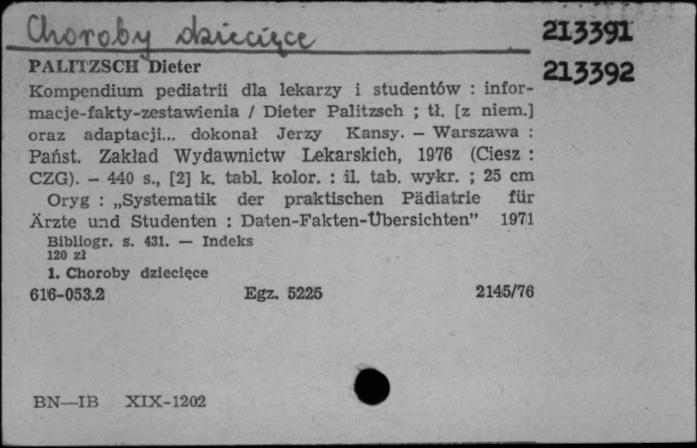 Choroby dziecięce
213391
213392
PALITZSCH Dieter
Kompendium pediatrii dla lekarzy i studentów : infor-
macje-fakty-zestawienia / Dieter Palitzsch ; tł. [z niem.]
oraz adaptacji... dokonał Jerzy Kansy. — Warszawa :
Państ. Zakład Wydawnictw Lekarskich, 1976 (Ciesz :
CZG). — 440 s., [2] k. tabl. kolor. : il. tab. wykr. ; 25 cm
Oryg : „Systematik der praktischen Pädiatrie für
Ärzte und Studenten : Daten-Fakten-Übersichten” 1971
Bibliogr. s. 431. — Indeks
120 zł
1. Choroby dziecięce
616-053.2 Egz. 5225 2145/76
BN—IB XIX-1202